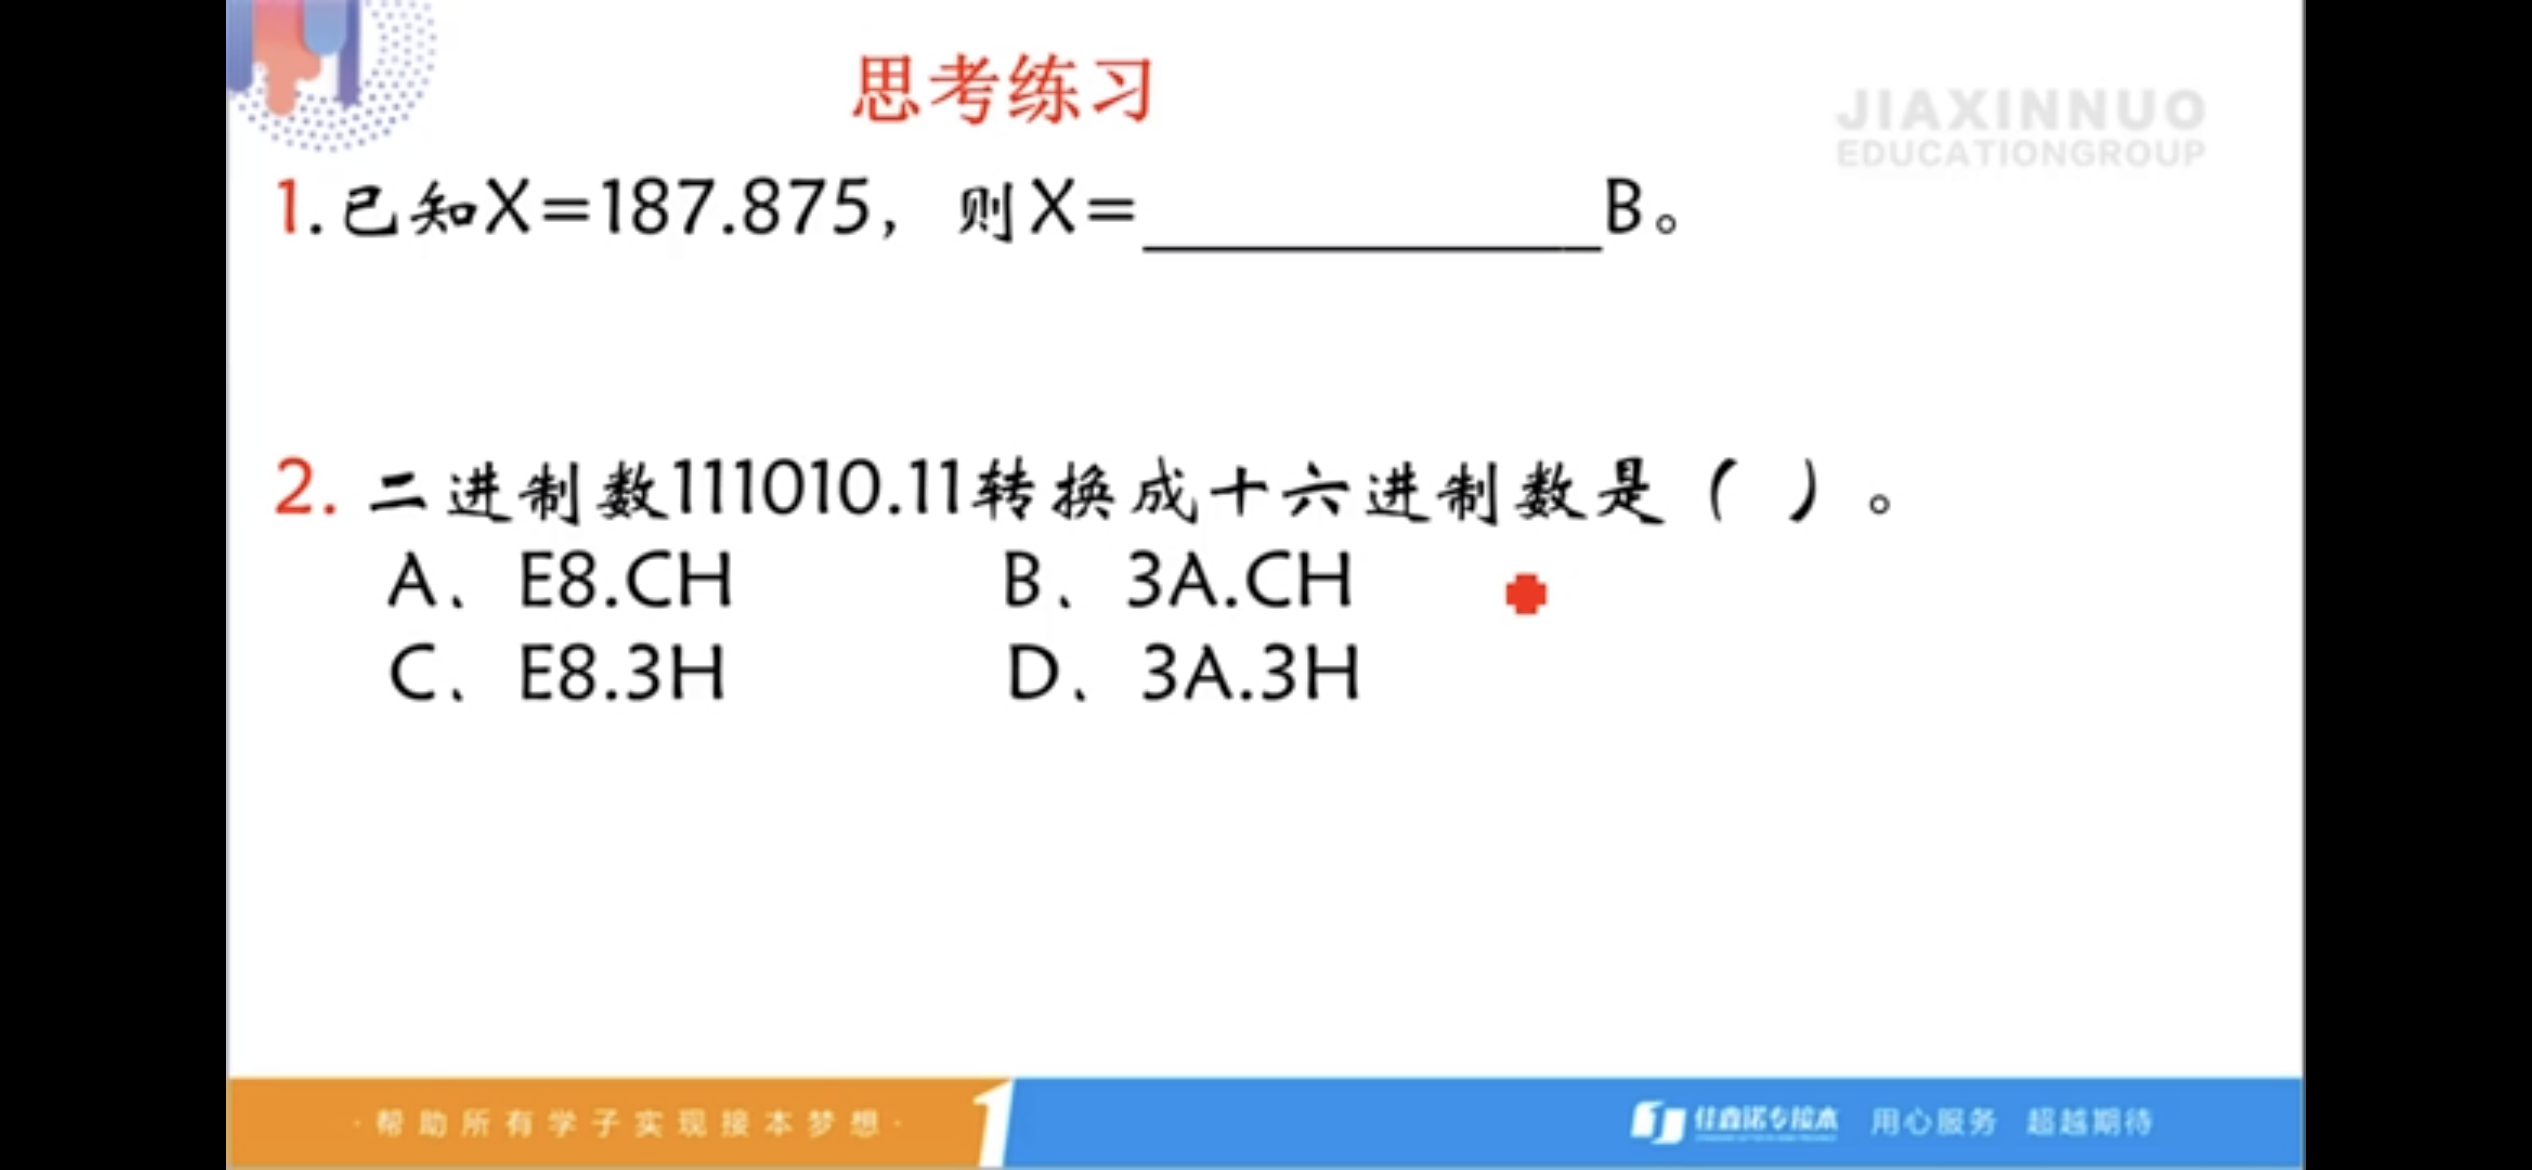 思考练习
JIAXINNUO
EDUCATIONGROUP
1.已知X=187.875，则X=____________B。
2. 二进制数111010.11转换成十六进制数是（ ）。
A、E8.CH B、3A.CH
C、E8.3H D、3A.3H
·帮助所有学子实现接本梦想·
1
佳鑫诺专接本 用心服务 超越期待